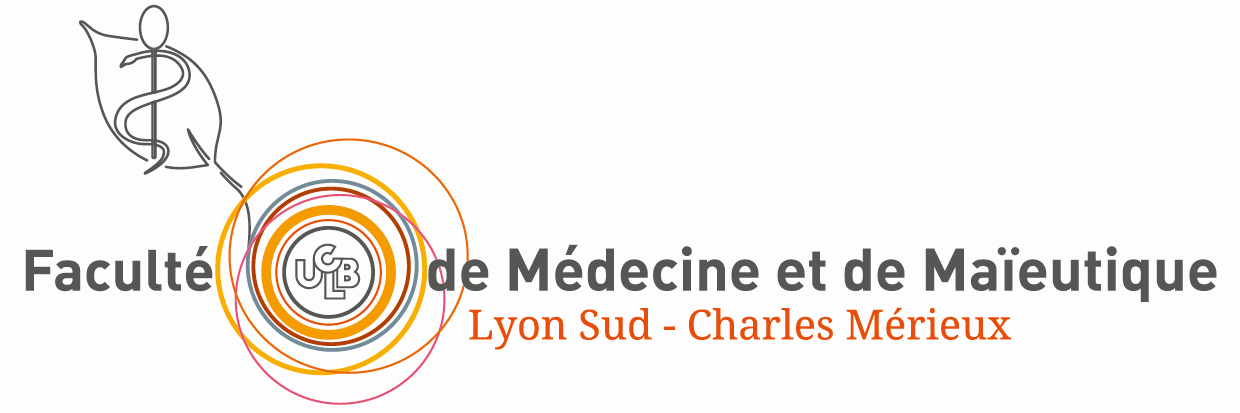 Faculté de Médecine et de Maïeutique
Lyon Sud - Charles Mérieux
UCLB